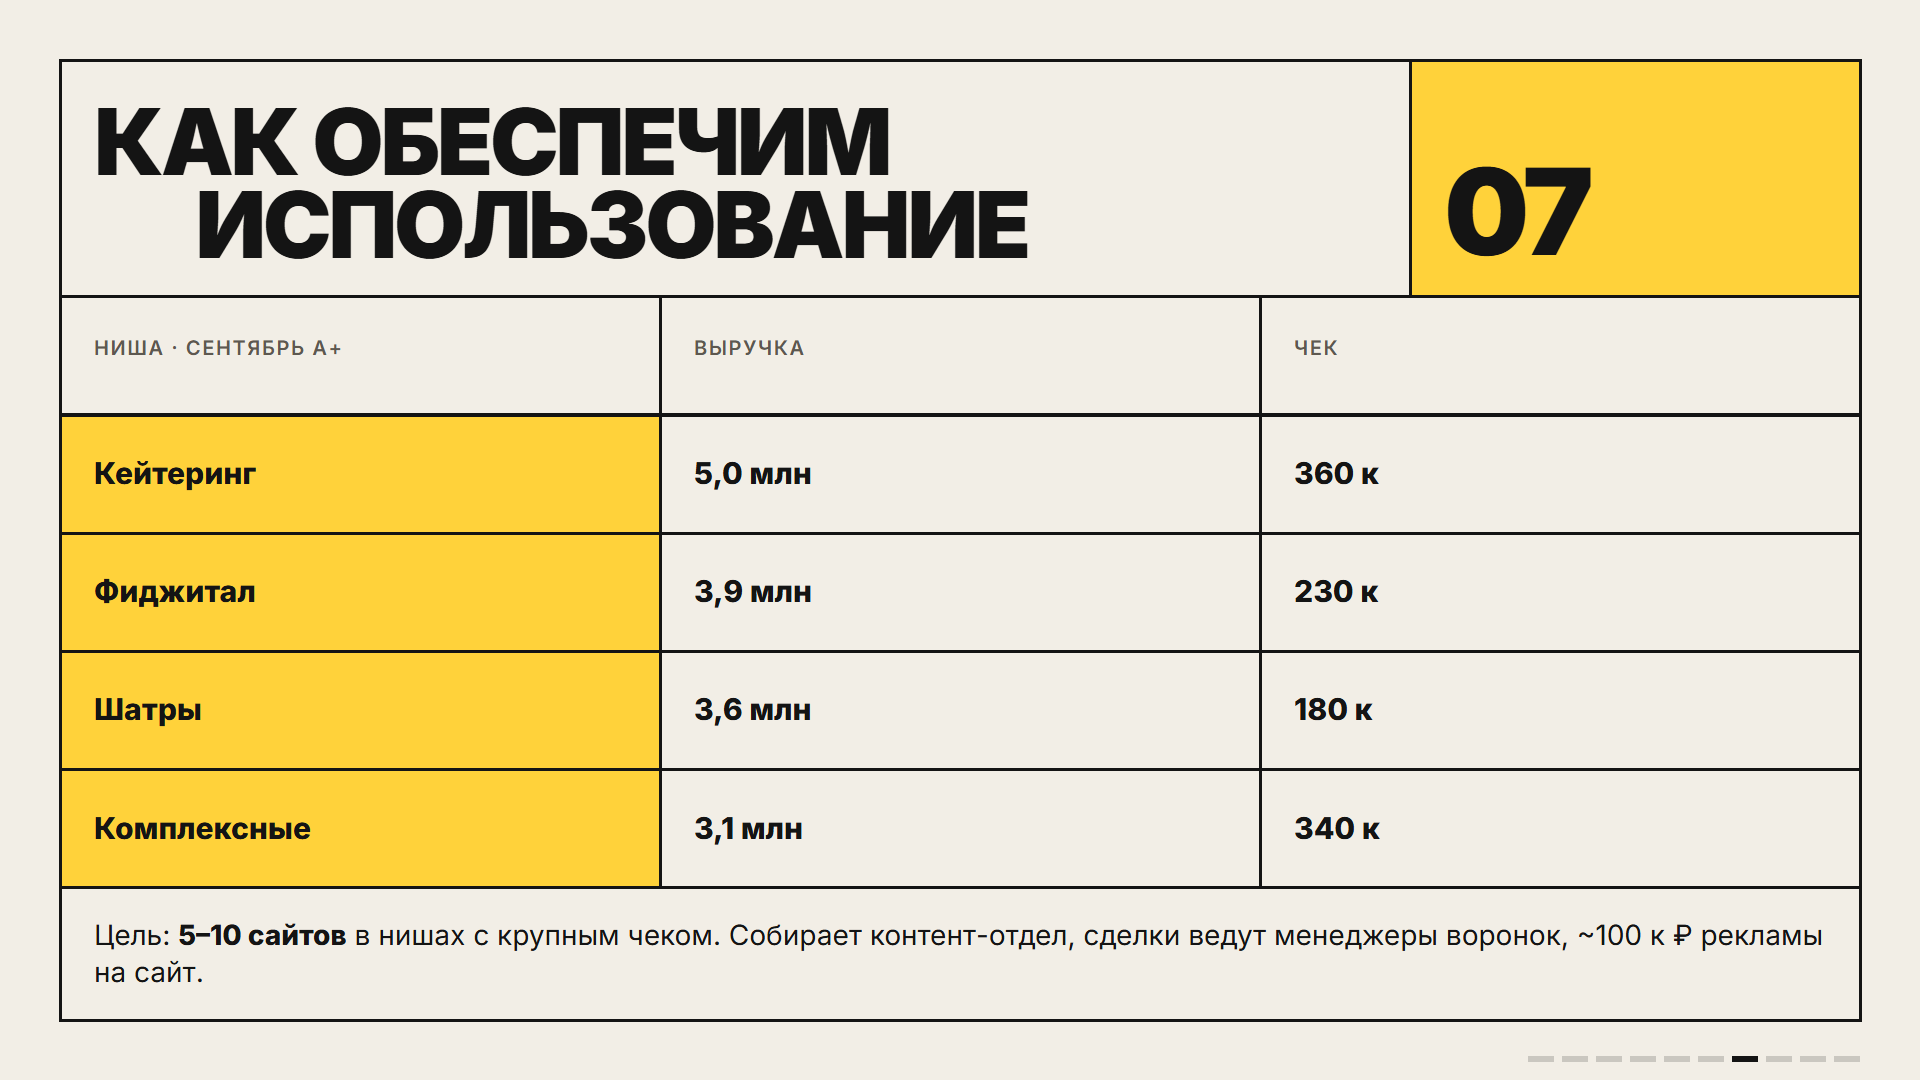 КАК ОБЕСПЕЧИМ
ИСПОЛЬЗОВАНИЕ
07
НИША · СЕНТЯБРЬ А+
ВЫРУЧКА
ЧЕК
Кейтеринг
5,0 млн
360 к
Фиджитал
3,9 млн
230 к
Шатры
3,6 млн
180 к
Комплексные
3,1 млн
340 к
Цель: 5–10 сайтов в нишах с крупным чеком. Собирает контент-отдел, сделки ведут менеджеры воронок, ~100 к ₽ рекламы
на сайт.